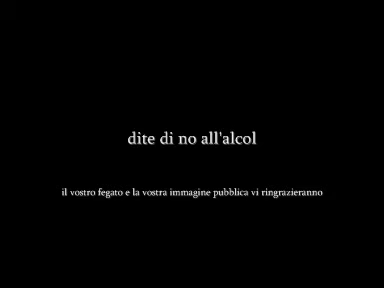 dite di no all'alcol
il vostro fegato e la vostra immagine pubblica vi ringrazieranno